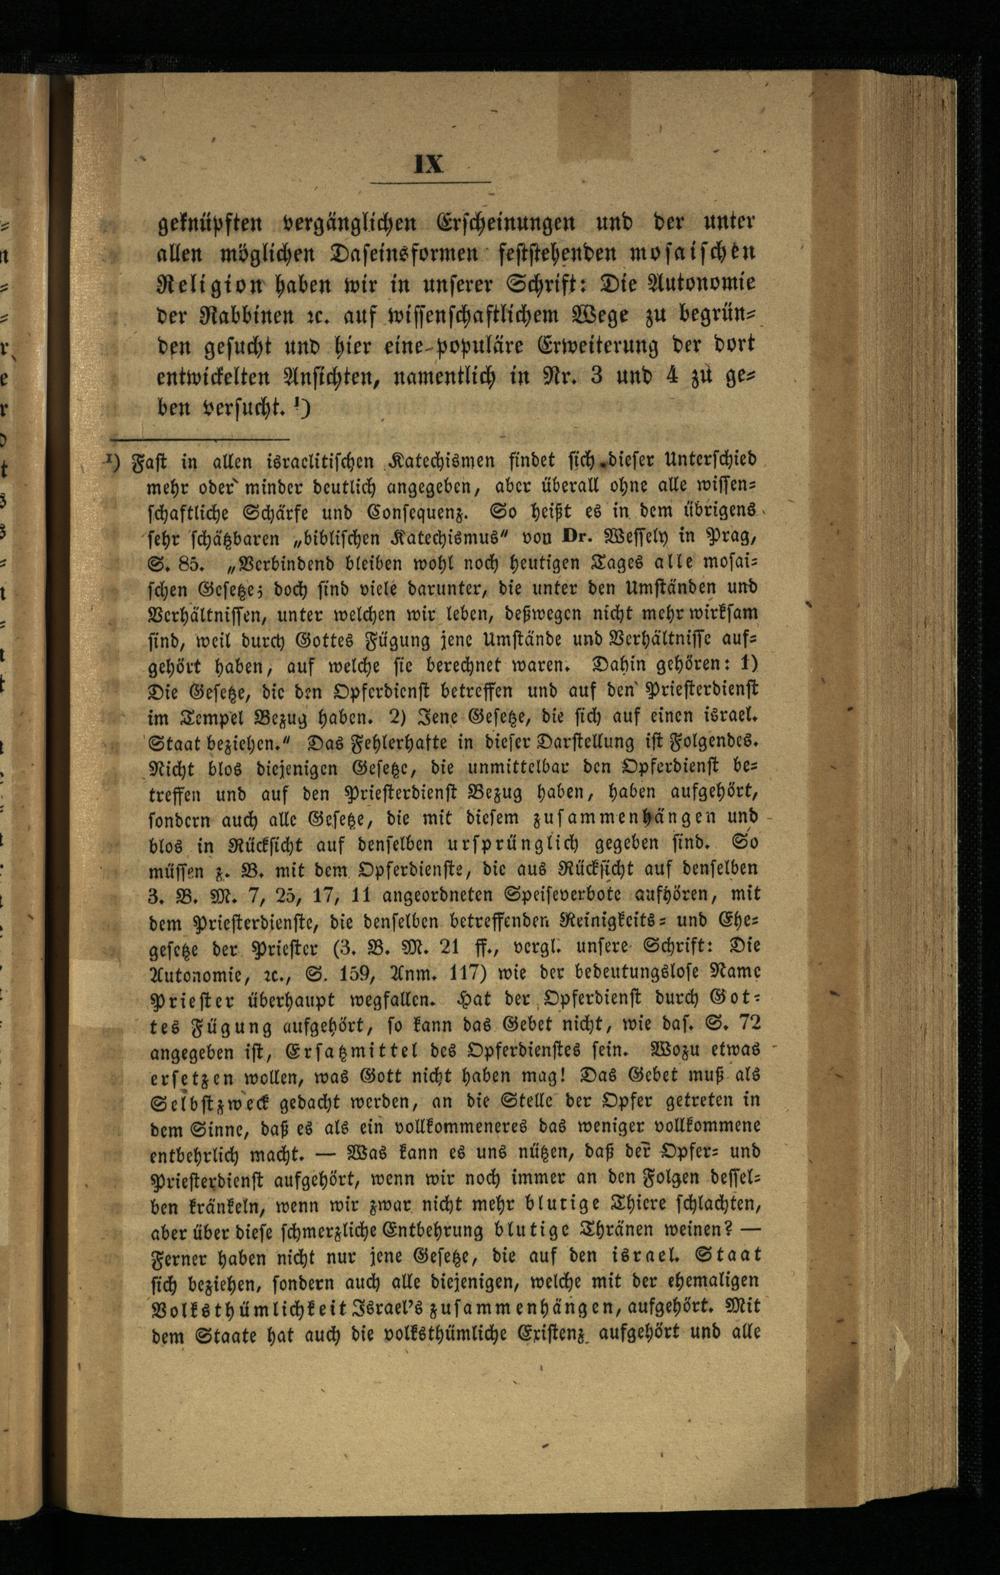 IX
geknüpften vergänglichen Erscheinungen und der unter
allen möglichen Daseinsformen feststehenden mosaischen
Religion haben wir in unserer Schrift: Die Autonomie
der Rabbinen ꝛc. auf wissenschaftlichem Wege zu begrün=
den gesucht und hier eine populäre Erweiterung der dort
entwickelten Ansichten, namentlich in Nr. 3 und 4 zu ge=
ben versucht. ¹)
¹) Fast in allen israelitischen Katechismen findet sich dieser Unterschied
mehr oder minder deutlich angegeben, aber überall ohne alle wissen=
schaftliche Schärfe und Consequenz. So heißt es in dem übrigens
sehr schätzbaren „biblischen Katechismus" von Dr. Wessely in Prag,
S. 85. „Verbindend bleiben wohl noch heutigen Tages alle mosai=
schen Gesetze; doch sind viele darunter, die unter den Umständen und
Verhältnissen, unter welchen wir leben, deßwegen nicht mehr wirksam
sind, weil durch Gottes Fügung jene Umstände und Verhältnisse auf=
gehört haben, auf welche sie berechnet waren. Dahin gehören: 1)
Die Gesetze, die den Opferdienst betreffen und auf den Priesterdienst
im Tempel Bezug haben. 2) Jene Gesetze, die sich auf einen israel.
Staat beziehen." Das Fehlerhafte in dieser Darstellung ist Folgendes.
Nicht blos diejenigen Gesetze, die unmittelbar den Opferdienst be=
treffen und auf den Priesterdienst Bezug haben, haben aufgehört,
sondern auch alle Gesetze, die mit diesem zusammenhängen und
blos in Rücksicht auf denselben ursprünglich gegeben sind. So
müssen z. B. mit dem Opferdienste, die aus Rücksicht auf denselben
3. B. M. 7, 25, 17, 11 angeordneten Speiseverbote aufhören, mit
dem Priesterdienste, die denselben betreffenden Reinigkeits= und Ehe=
gesetze der Priester (3. B. M. 21 ff., vergl. unsere Schrift: Die
Autonomie, ꝛc., S. 159, Anm. 117) wie der bedeutungslose Name
Priester überhaupt wegfallen. Hat der Opferdienst durch Got=
tes Fügung aufgehört, so kann das Gebet nicht, wie das. S. 72
angegeben ist, Ersatzmittel des Opferdienstes sein. Wozu etwas
ersetzen wollen, was Gott nicht haben mag! Das Gebet muß als
Selbstzweck gedacht werden, an die Stelle der Opfer getreten in
dem Sinne, daß es als ein vollkommeneres das weniger vollkommene
entbehrlich macht. — Was kann es uns nützen, daß der Opfer= und
Priesterdienst aufgehört, wenn wir noch immer an den Folgen dessel=
ben kränkeln, wenn wir zwar nicht mehr blutige Thiere schlachten,
aber über diese schmerzliche Entbehrung blutige Thränen weinen? —
Ferner haben nicht nur jene Gesetze, die auf den israel. Staat
sich beziehen, sondern auch alle diejenigen, welche mit der ehemaligen
Volksthümlichkeit Israel's zusammenhängen, aufgehört. Mit
dem Staate hat auch die volksthümliche Existenz aufgehört und alle